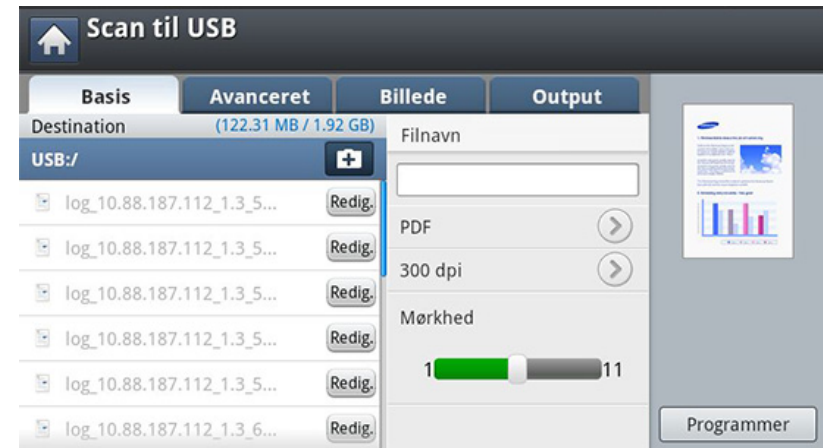 Scan til USB
Basis
Avanceret
Billede
Output
Destination
(122.31 MB / 1.92 GB)
USB:/
log_10.88.187.112_1.3_5...
Redig.
log_10.88.187.112_1.3_5...
Redig.
log_10.88.187.112_1.3_5...
Redig.
log_10.88.187.112_1.3_5...
Redig.
log_10.88.187.112_1.3_5...
Redig.
log_10.88.187.112_1.3_6...
Redig.
Filnavn
PDF
300 dpi
Mørkhed
1
11
Programmer